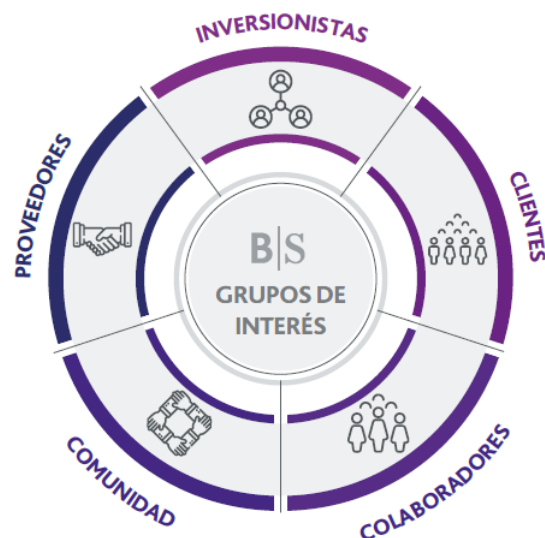 INVERSIONISTAS
CLIENTES
COLABORADORES
COMUNIDAD
PROVEEDORES
B|S
GRUPOS DE
INTERÉS